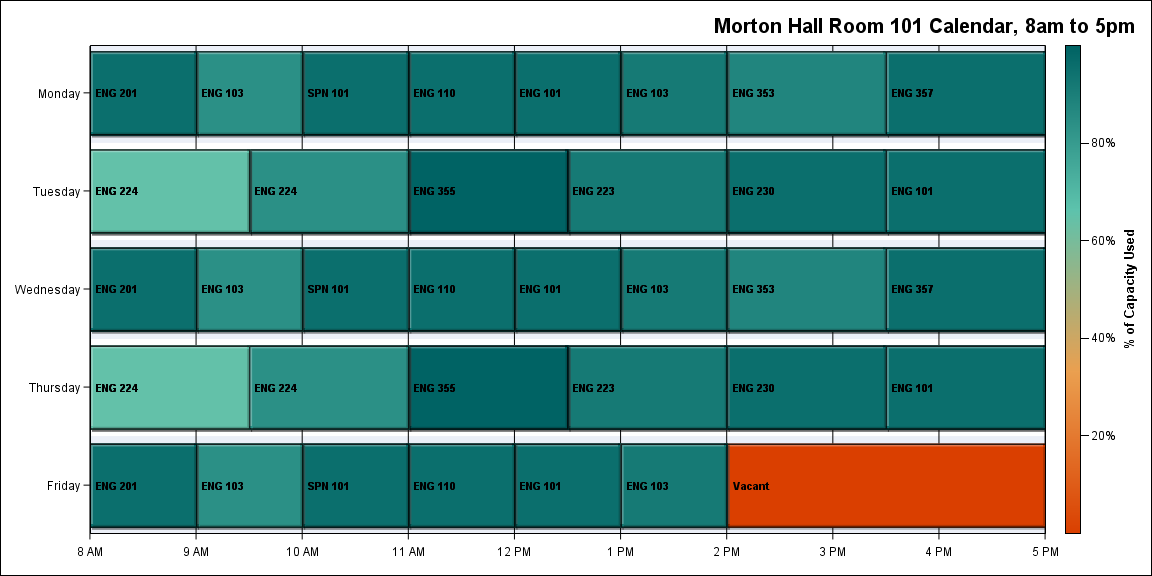 Morton Hall Room 101 Calendar, 8am to 5pm
Monday
ENG 201
ENG 103
SPN 101
ENG 110
ENG 101
ENG 103
ENG 353
ENG 357
Tuesday
ENG 224
ENG 224
ENG 355
ENG 223
ENG 230
ENG 101
Wednesday
ENG 201
ENG 103
SPN 101
ENG 110
ENG 101
ENG 103
ENG 353
ENG 357
Thursday
ENG 224
ENG 224
ENG 355
ENG 223
ENG 230
ENG 101
Friday
ENG 201
ENG 103
SPN 101
ENG 110
ENG 101
ENG 103
Vacant
8 AM
9 AM
10 AM
11 AM
12 PM
1 PM
2 PM
3 PM
4 PM
5 PM
80%
60%
40%
20%
% of Capacity Used